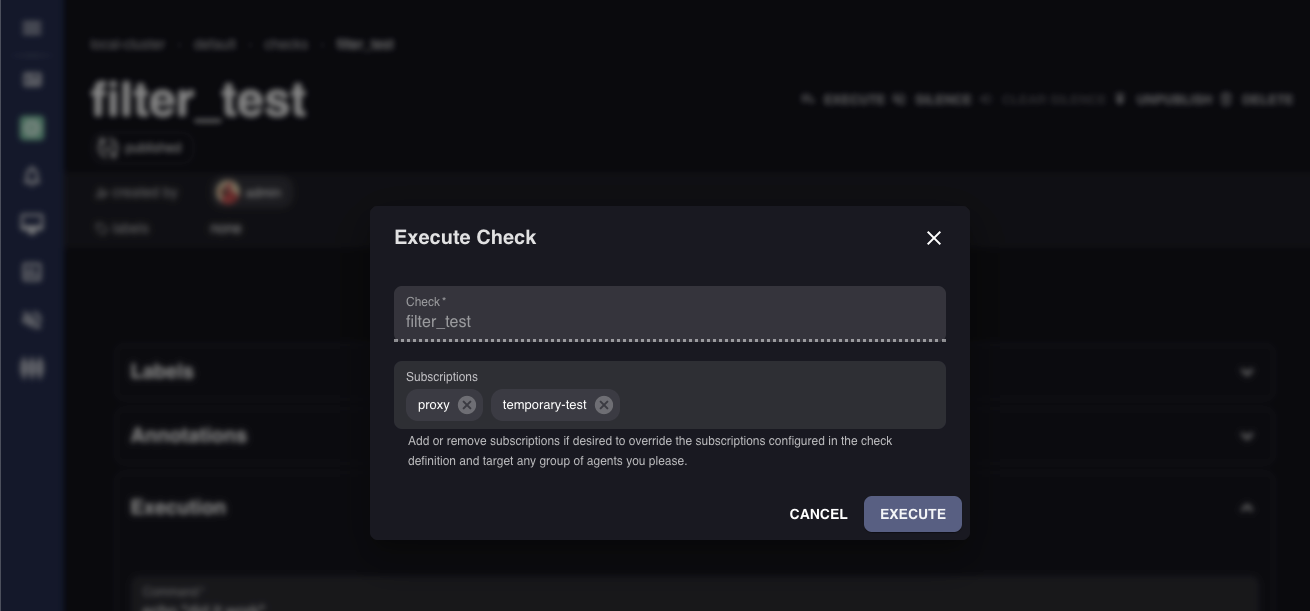 local-cluster › default › checks › filter_test
filter_test
EXECUTE SILENCE CLEAR SILENCE UNPUBLISH DELETE
published
created by admin
labels none
Execute Check
Check *
filter_test
Subscriptions
proxy temporary-test
Add or remove subscriptions if desired to override the subscriptions configured in the check
definition and target any group of agents you please.
CANCEL EXECUTE
Labels
Annotations
Execution
Command*